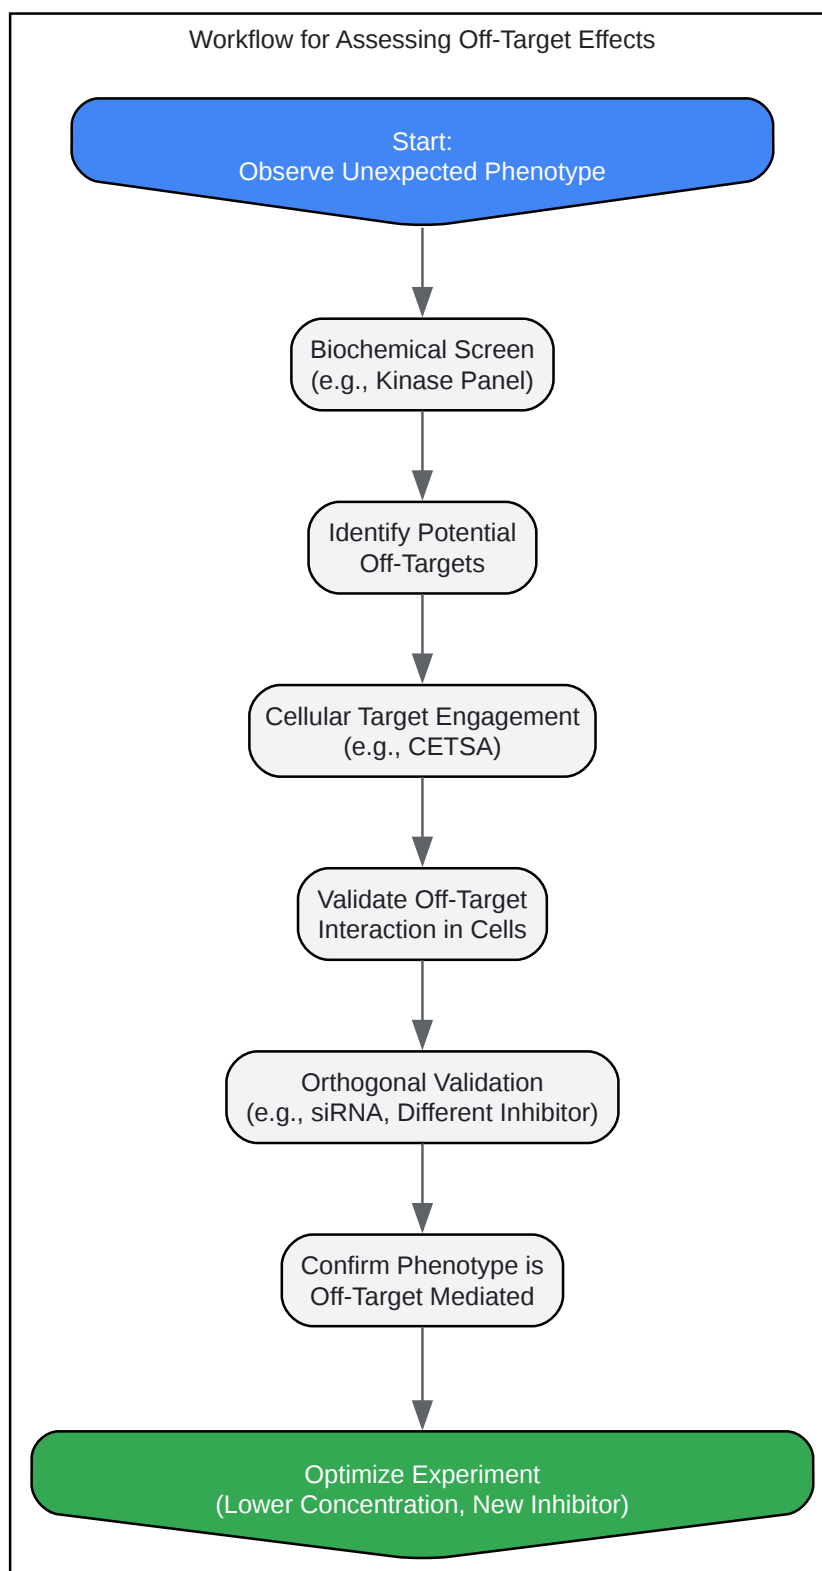 Workflow for Assessing Off-Target Effects
Start:
Observe Unexpected Phenotype
Biochemical Screen
(e.g., Kinase Panel)
Identify Potential
Off-Targets
Cellular Target Engagement
(e.g., CETSA)
Validate Off-Target
Interaction in Cells
Orthogonal Validation
(e.g., siRNA, Different Inhibitor)
Confirm Phenotype is
Off-Target Mediated
Optimize Experiment
(Lower Concentration, New Inhibitor)